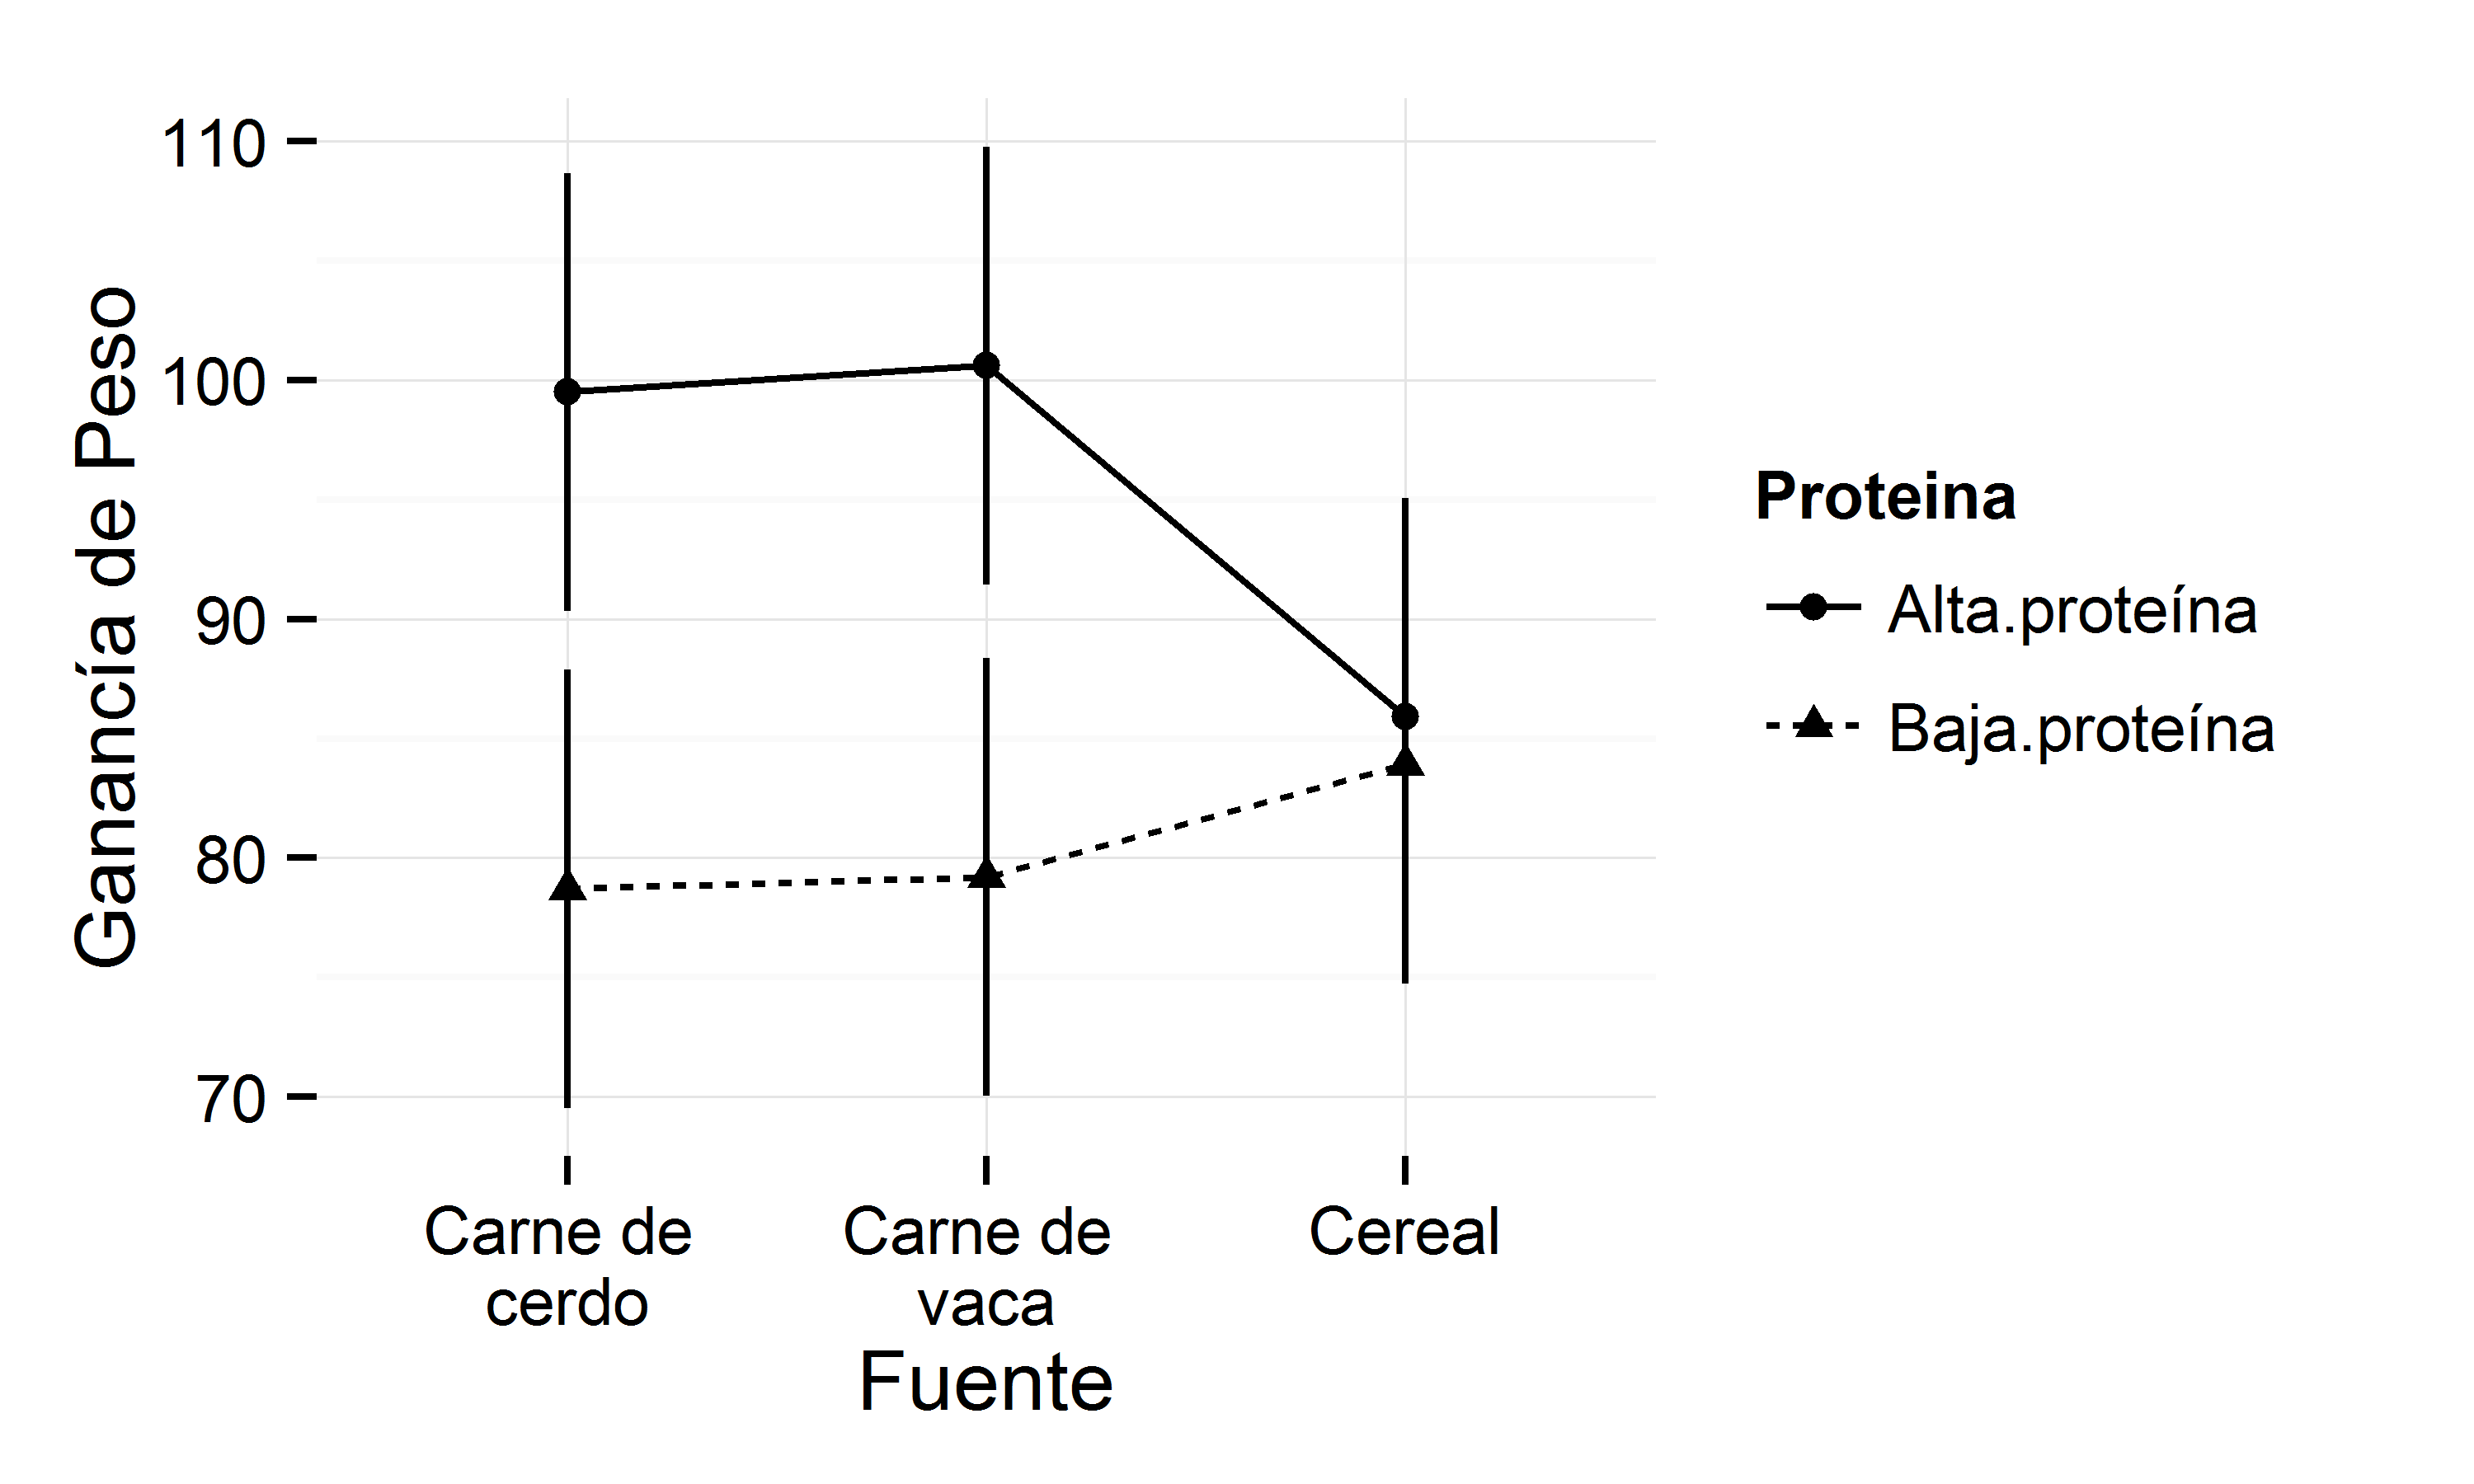 Ganancía de Peso
110
100
90
80
70
Carne de
cerdo
Carne de
vaca
Cereal
Fuente
Proteina
Alta.proteína
Baja.proteína